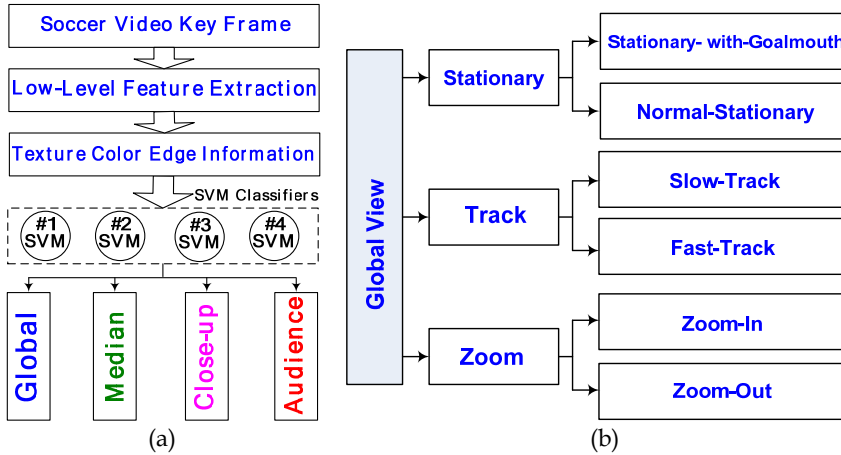 Soccer Video Key Frame
Low-Level Feature Extraction
Texture Color Edge Information
SVM Classifiers
#1 SVM
#2 SVM
#3 SVM
#4 SVM
Global
Median
Close-up
Audience
(a)
Global View
Stationary
Stationary- with-Goalmouth
Normal-Stationary
Track
Slow-Track
Fast-Track
Zoom
Zoom-In
Zoom-Out
(b)